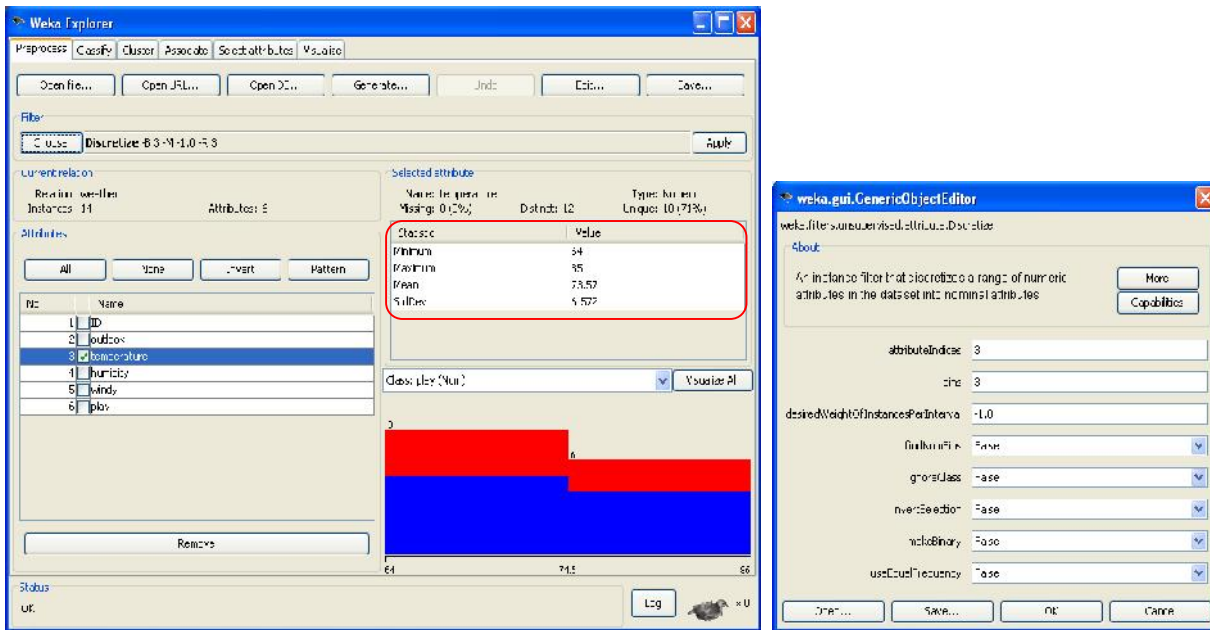 Weka Explorer
Preprocess Classify Cluster Associate Select attributes Visualize
Open file... Open URL... Open DB... Generate... Undo Edit... Save...
Filter
Choose Discretize -B 3 -M -1.0 -R 3 Apply
Current relation
Relation: weather
Instances: 14 Attributes: 6
Selected attribute
Name: temperature Type: Numeric
Missing: 0 (0%) Distinct: 12 Unique: 10 (71%)
Statistic Value
Minimum 64
Maximum 85
Mean 73.57
StdDev 6.572
Attributes
All None Invert Pattern
No. Name
1 ID
2 outlook
3 temperature
4 humidity
5 windy
6 play
Remove
Class: play (Nom) Visualize All
6
64 74.5 85
Status
OK
Log x 0
weka.gui.GenericObjectEditor
weka.filters.unsupervised.attribute.Discretize
About
An instance filter that discretizes a range of numeric
attributes in the dataset into nominal attributes
More
Capabilities
attributeIndices 3
bins 3
desiredWeightOfInstancesPerInterval -1.0
findNumBins False
ignoreClass False
invertSelection False
makeBinary False
useEqualFrequency False
Open... Save... OK Cancel